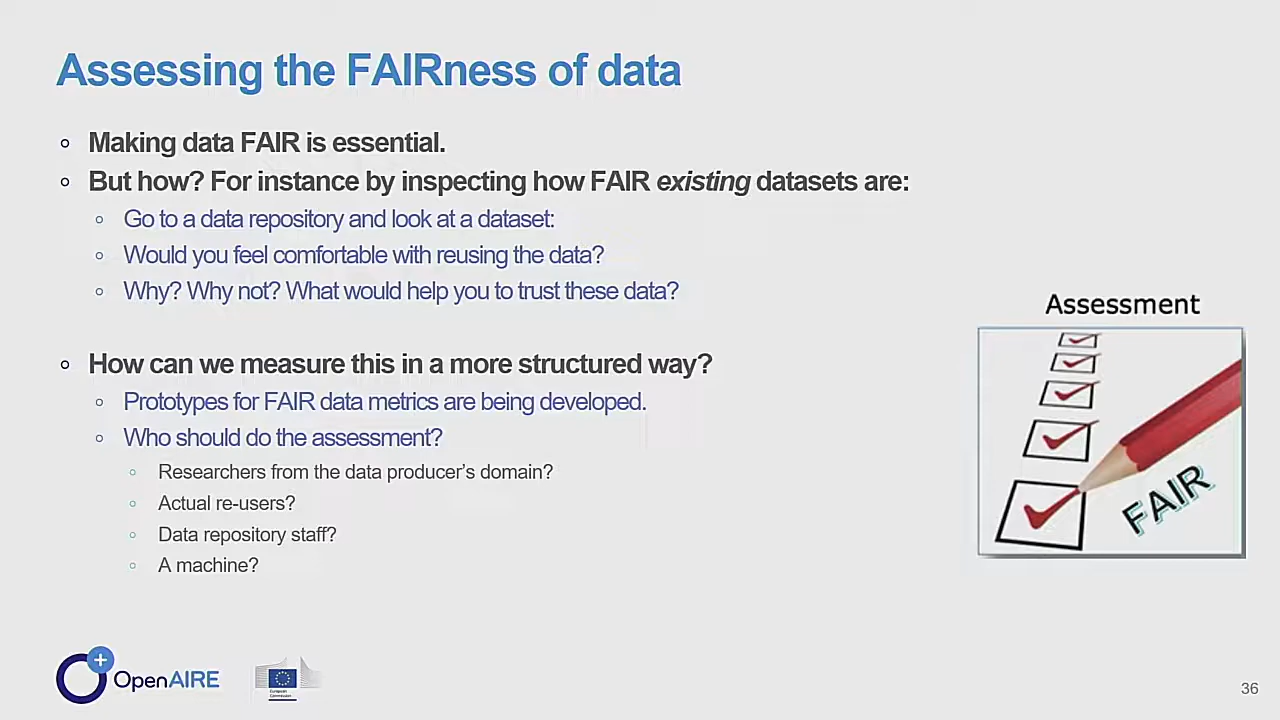 Assessing the FAIRness of data
Making data FAIR is essential.
But how? For instance by inspecting how FAIR existing datasets are:
Go to a data repository and look at a dataset:
Would you feel comfortable with reusing the data?
Why? Why not? What would help you to trust these data?
How can we measure this in a more structured way?
Prototypes for FAIR data metrics are being developed.
Who should do the assessment?
Researchers from the data producer's domain?
Actual re-users?
Data repository staff?
A machine?
Assessment
FAIR
OpenAIRE
European
Commission
36